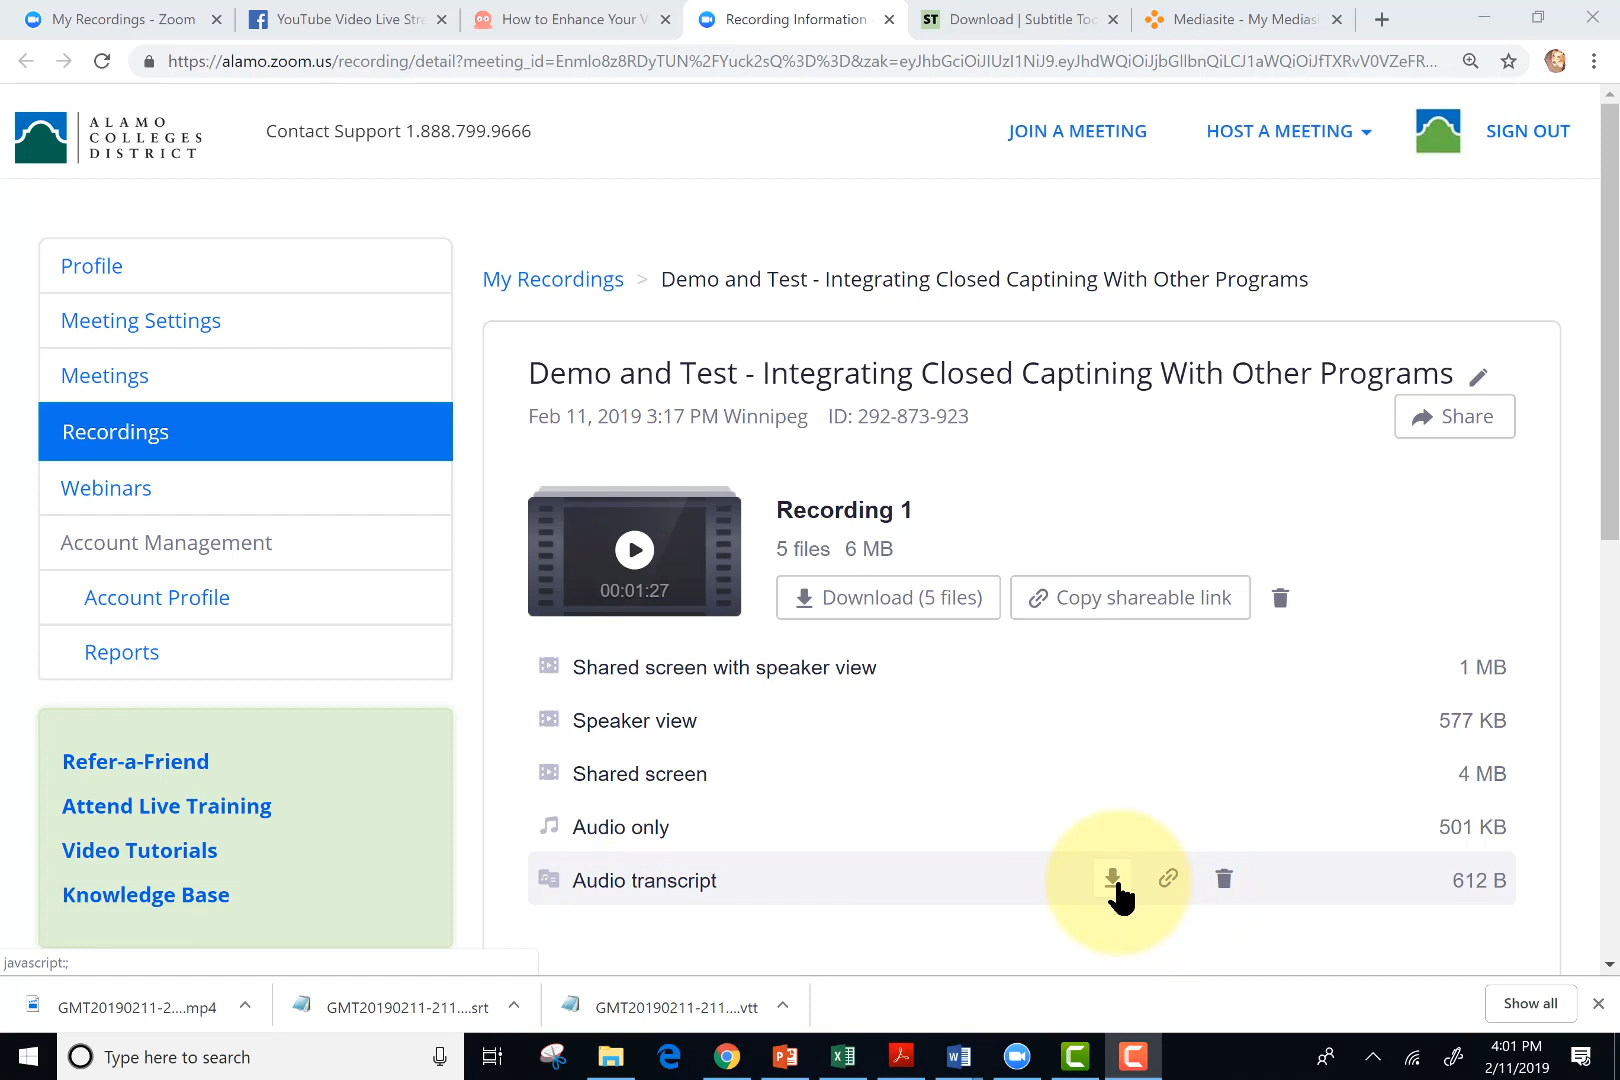 My Recordings - Zoom
YouTube Video Live Stre
How to Enhance Your V
Recording Information
ST
Download | Subtitle Too
Mediasite - My Medias
https://alamo.zoom.us/recording/detail?meeting_id=Enmlo8z8RDyTUN%2FYuck2sQ%3D%3D&zak=
ALAMO
COLLEGES
DISTRICT
Contact Support 1.888.799.9666
JOIN A MEETING
HOST A MEETING
SIGN OUT
Profile
Meeting Settings
Meetings
Recordings
Webinars
Account Management
Account Profile
Reports
Refer-a-Friend
Attend Live Training
Video Tutorials
Knowledge Base
My Recordings > Demo and Test - Integrating Closed Captining With Other Programs
Demo and Test - Integrating Closed Captining With Other Programs
Feb 11, 2019 3:17 PM Winnipeg ID: 292-873-923
Share
00:01:27
Recording 1
5 files 6 MB
Download (5 files)
Copy shareable link
Shared screen with speaker view 1 MB
Speaker view 577 KB
Shared screen 4 MB
Audio only 501 KB
Audio transcript 612 B
javascript:;
GMT20190211-2....mp4
GMT20190211-211....srt
GMT20190211-211....vtt
Show all
Type here to search
4:01 PM
2/11/2019